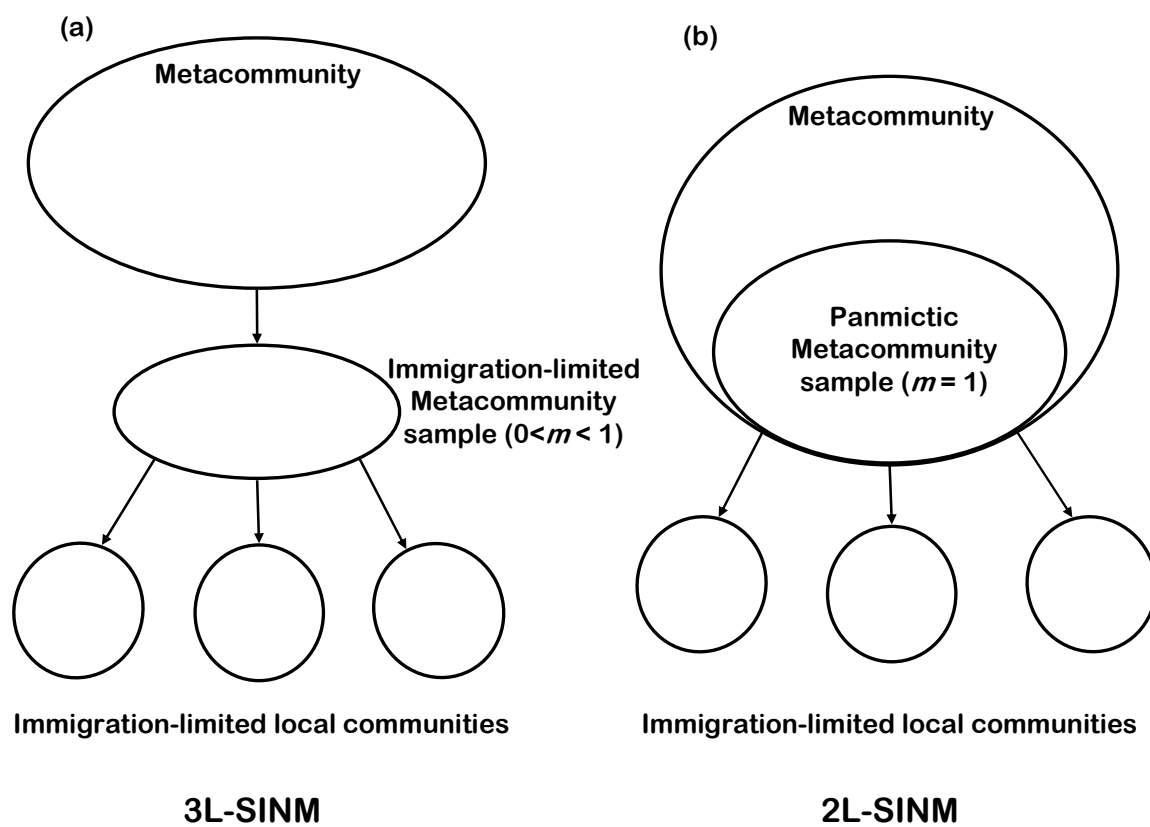 (a)
Metacommunity
Immigration-limited
Metacommunity
sample (0<m < 1)
Immigration-limited local communities
3L-SINM
(b)
Metacommunity
Panmictic
Metacommunity
sample (m = 1)
Immigration-limited local communities
2L-SINM